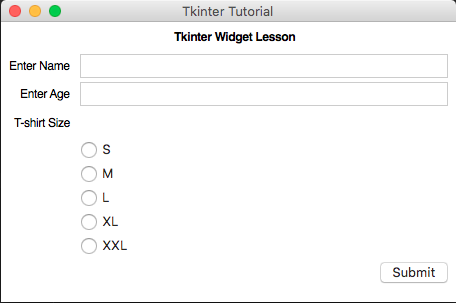 Tkinter Tutorial
Tkinter Widget Lesson
Enter Name
Enter Age
T-shirt Size
S
M
L
XL
XXL
Submit